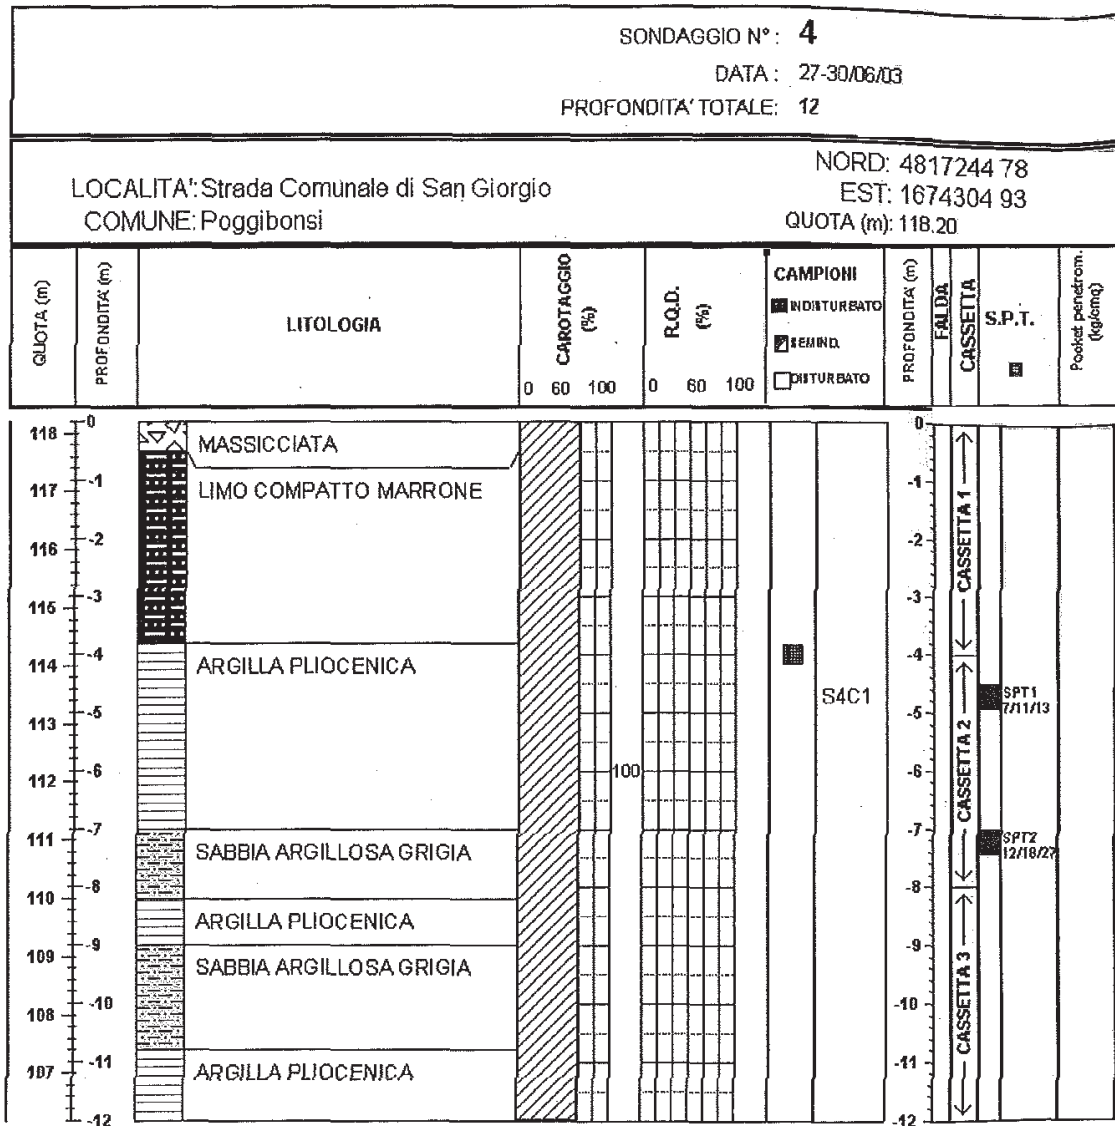 SONDAGGIO N°: 4
DATA: 27-30/06/03
PROFONDITA' TOTALE: 12
LOCALITA': Strada Comunale di San Giorgio
COMUNE: Poggibonsi
NORD: 4817244 78
EST: 1674304 93
QUOTA (m): 118.20
QUOTA (m)
PROFONDITA' (m)
LITOLOGIA
CAROTAGGIO (%)
0 60 100
R.Q.D. (%)
0 60 100
CAMPIONI
INDISTURBATO
SEMIND.
DISTURBATO
PROFONDITA' (m)
FALDA
CASSETTA
S.P.T.
Pocket penetrom. (kg/cmq)
118
117
116
115
114
113
112
111
110
109
108
107
0
-1
-2
-3
-4
-5
-6
-7
-8
-9
-10
-11
-12
MASSICCIATA
LIMO COMPATTO MARRONE
ARGILLA PLIOCENICA
SABBIA ARGILLOSA GRIGIA
ARGILLA PLIOCENICA
SABBIA ARGILLOSA GRIGIA
ARGILLA PLIOCENICA
100
S4C1
0
-1
-2
-3
-4
-5
-6
-7
-8
-9
-10
-11
-12
CASSETTA 1
CASSETTA 2
CASSETTA 3
SPT1
7/11/13
SPT2
12/18/27